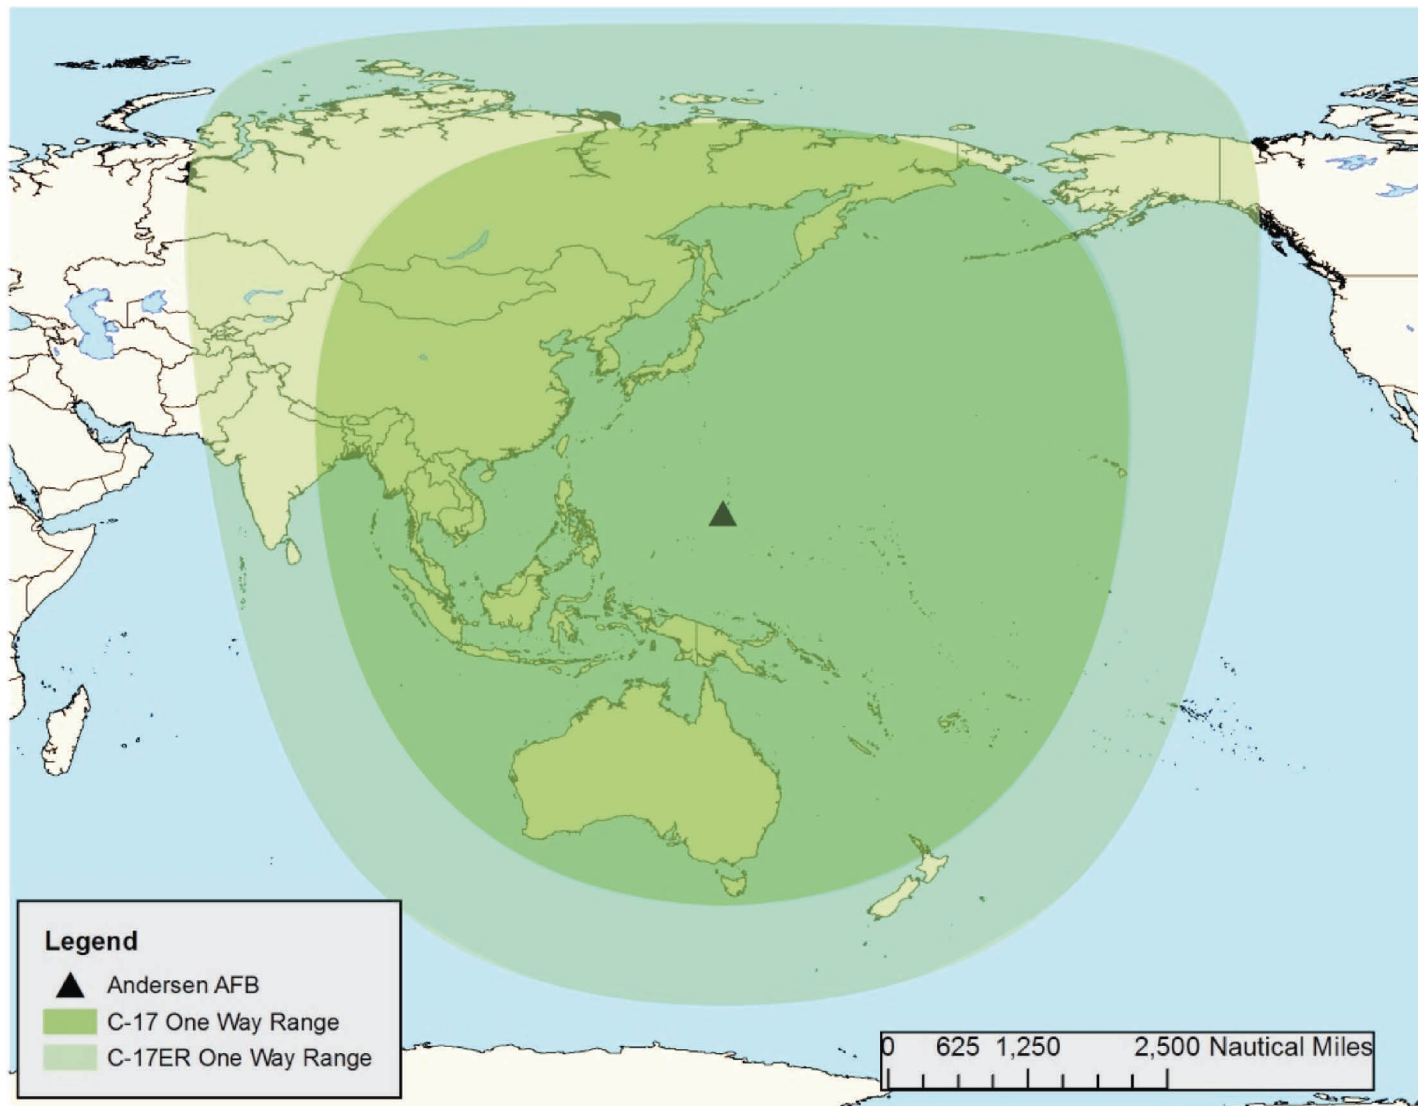 Legend
Andersen AFB
C-17 One Way Range
C-17ER One Way Range
0 625 1,250 2,500 Nautical Miles